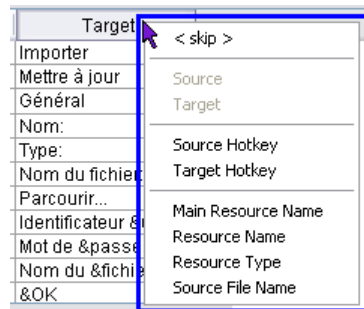 Target
Importer
Mettre à jour
Général
Nom:
Type:
Nom du fichier
Parcourir...
Identificateur
Mot de &passe
Nom du &fichie
&OK
< skip >
Source
Target
Source Hotkey
Target Hotkey
Main Resource Name
Resource Name
Resource Type
Source File Name